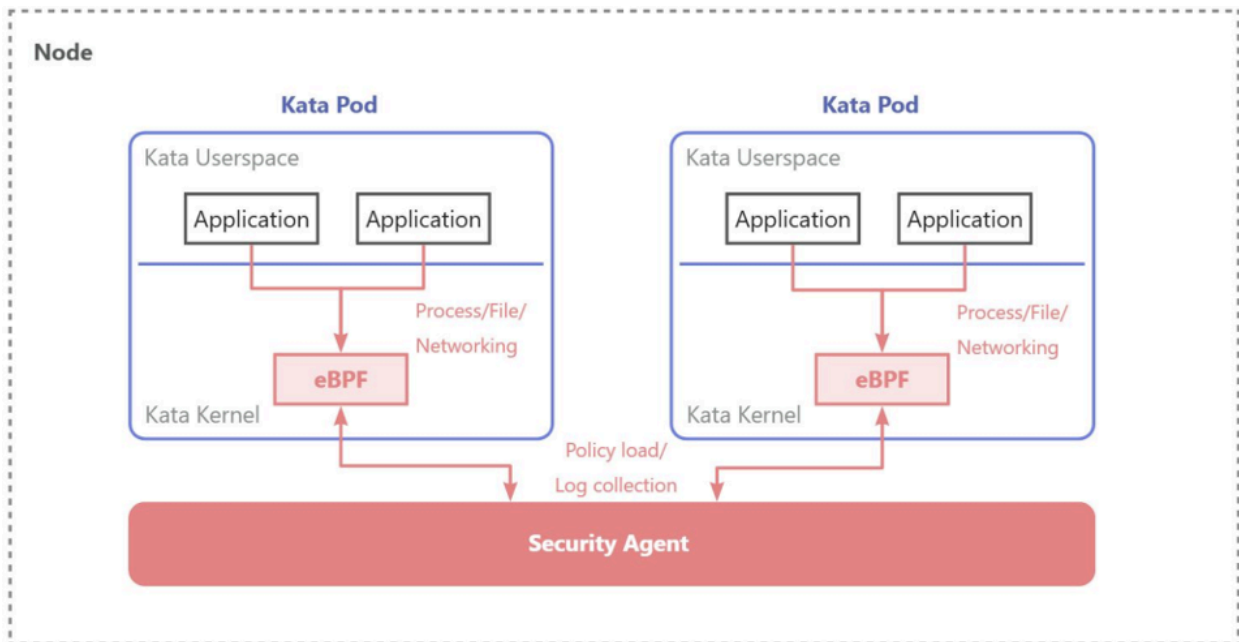 Node
Kata Pod
Kata Pod
Kata Userspace
Kata Userspace
Application
Application
Application
Application
Process/File/
Networking
Process/File/
Networking
eBPF
eBPF
Kata Kernel
Kata Kernel
Policy load/
Log collection
Security Agent